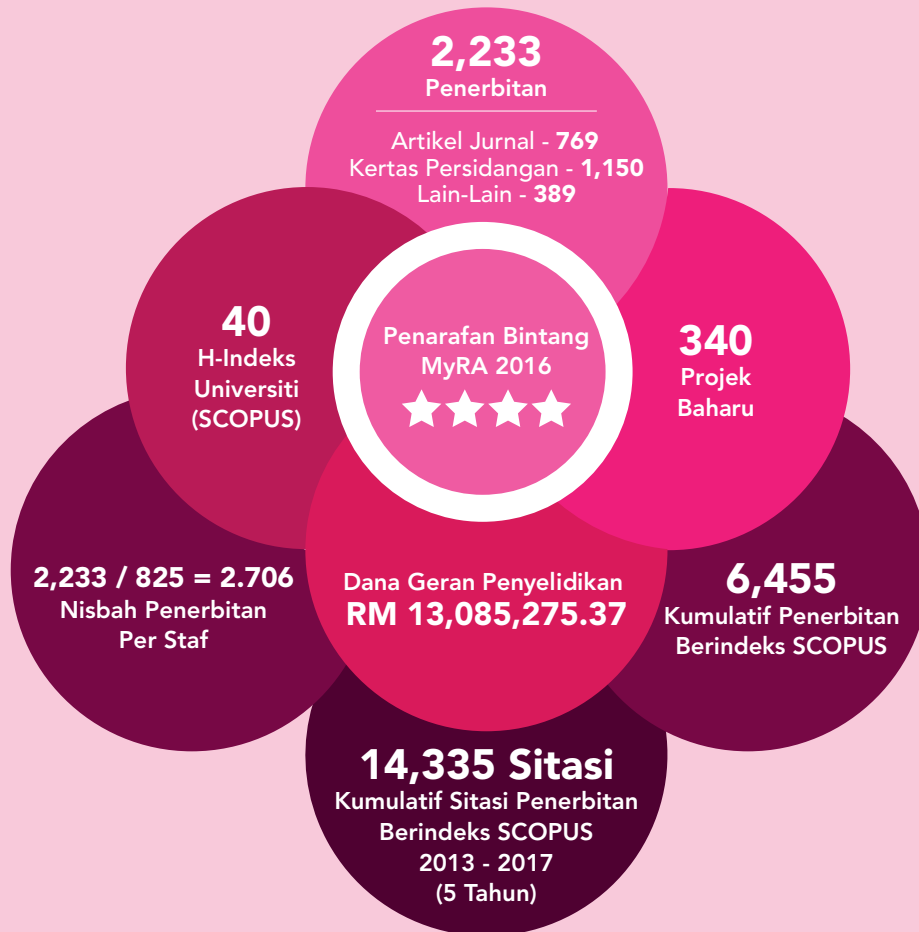 2,233
Penerbitan
Artikel Jurnal - 769
Kertas Persidangan - 1,150
Lain-Lain - 389
40
H-Indeks
Universiti
(SCOPUS)
Penarafan Bintang
MyRA 2016
340
Projek
Baharu
2,233 / 825 = 2.706
Nisbah Penerbitan
Per Staf
Dana Geran Penyelidikan
RM 13,085,275.37
6,455
Kumulatif Penerbitan
Berindeks SCOPUS
14,335 Sitasi
Kumulatif Sitasi Penerbitan
Berindeks SCOPUS
2013 - 2017
(5 Tahun)